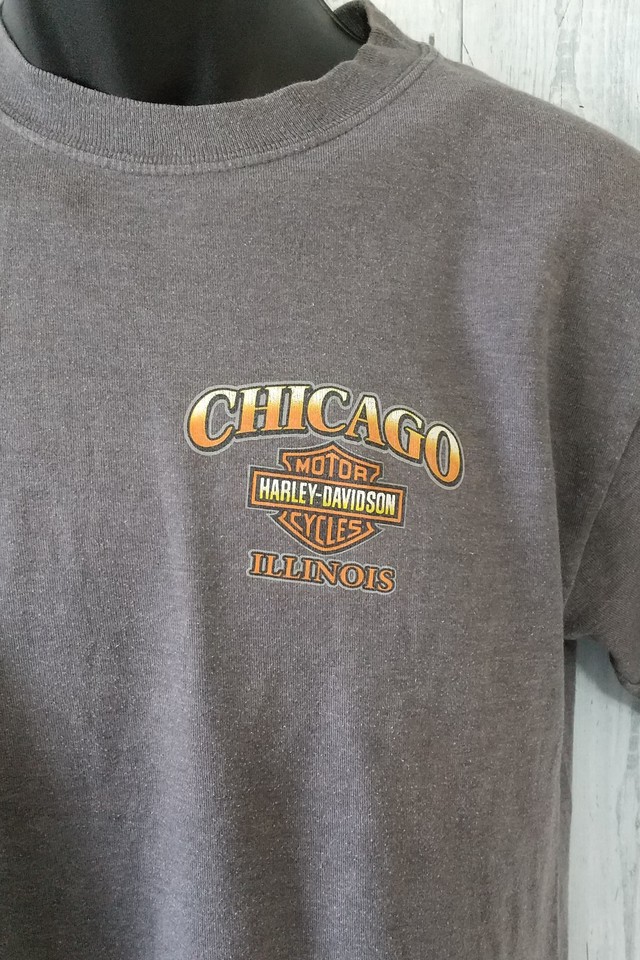 CHICAGO
MOTOR
HARLEY-DAVIDSON
CYCLES
ILLINOIS